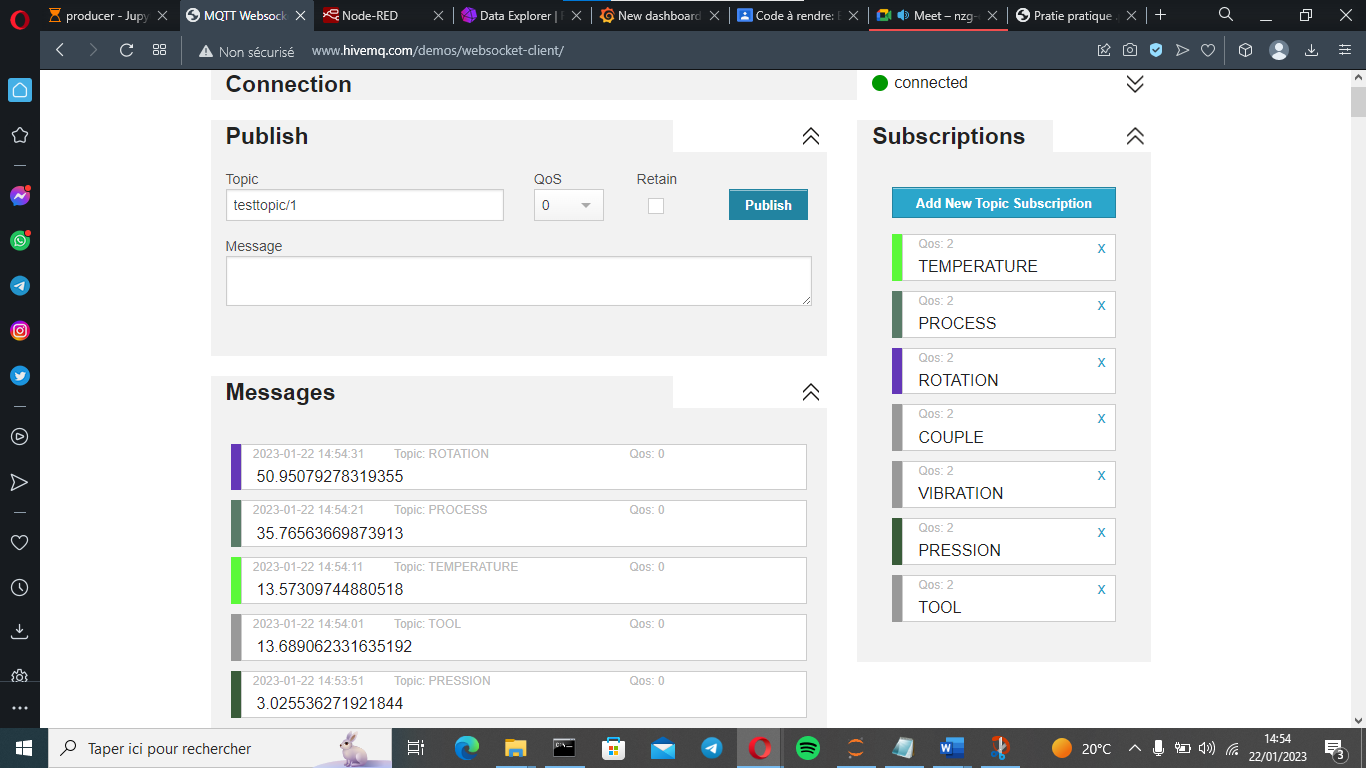 producer - Jupy
MQTT Websock
Node-RED
Data Explorer |
New dashboard
Code à rendre: E
Meet – nzg-
Pratie pratique
Non sécurisé
www.hivemq.com/demos/websocket-client/
Connection
connected
Publish
Topic
QoS
Retain
testtopic/1
0
Publish
Message
Subscriptions
Add New Topic Subscription
Qos: 2
x
TEMPERATURE
Qos: 2
x
PROCESS
Qos: 2
x
ROTATION
Qos: 2
x
COUPLE
Qos: 2
x
VIBRATION
Qos: 2
x
PRESSION
Qos: 2
x
TOOL
Messages
2023-01-22 14:54:31 Topic: ROTATION Qos: 0
50.95079278319355
2023-01-22 14:54:21 Topic: PROCESS Qos: 0
35.76563669873913
2023-01-22 14:54:11 Topic: TEMPERATURE Qos: 0
13.57309744880518
2023-01-22 14:54:01 Topic: TOOL Qos: 0
13.689062331635192
2023-01-22 14:53:51 Topic: PRESSION Qos: 0
3.025536271921844
Taper ici pour rechercher
20°C
14:54
22/01/2023
3